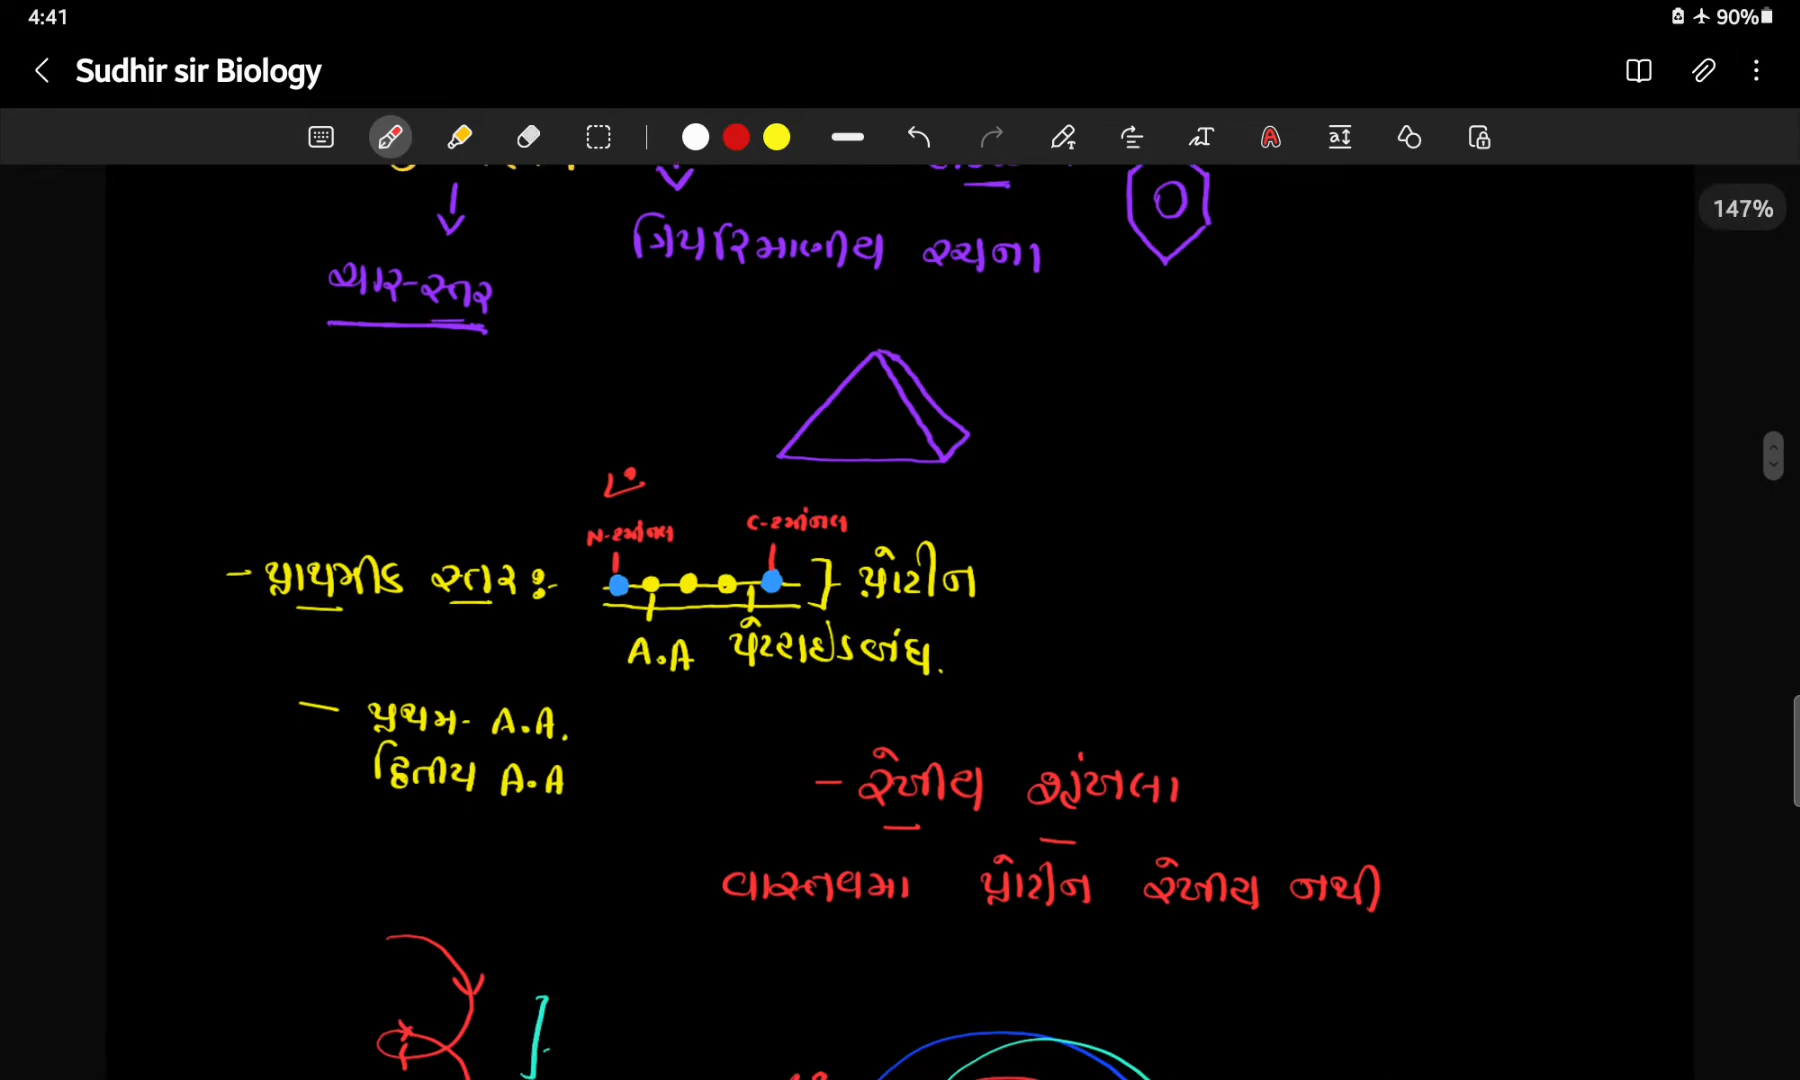 4:41
90%
Sudhir sir Biology
147%
ત્રિપરિમાણીય રચના
ચાર-સ્તર
N-ટર્મીનલ
C-ટર્મીનલ
- પ્રાથમીક સ્તર :-
} પ્રોટીન
A.A પેપ્ટાઇડબંધ.
— પ્રથમ- A.A.
દ્વિતીય A.A
- રેખીય શૃંખલા
વાસ્તવમા પ્રોટીન રેખીય નથી